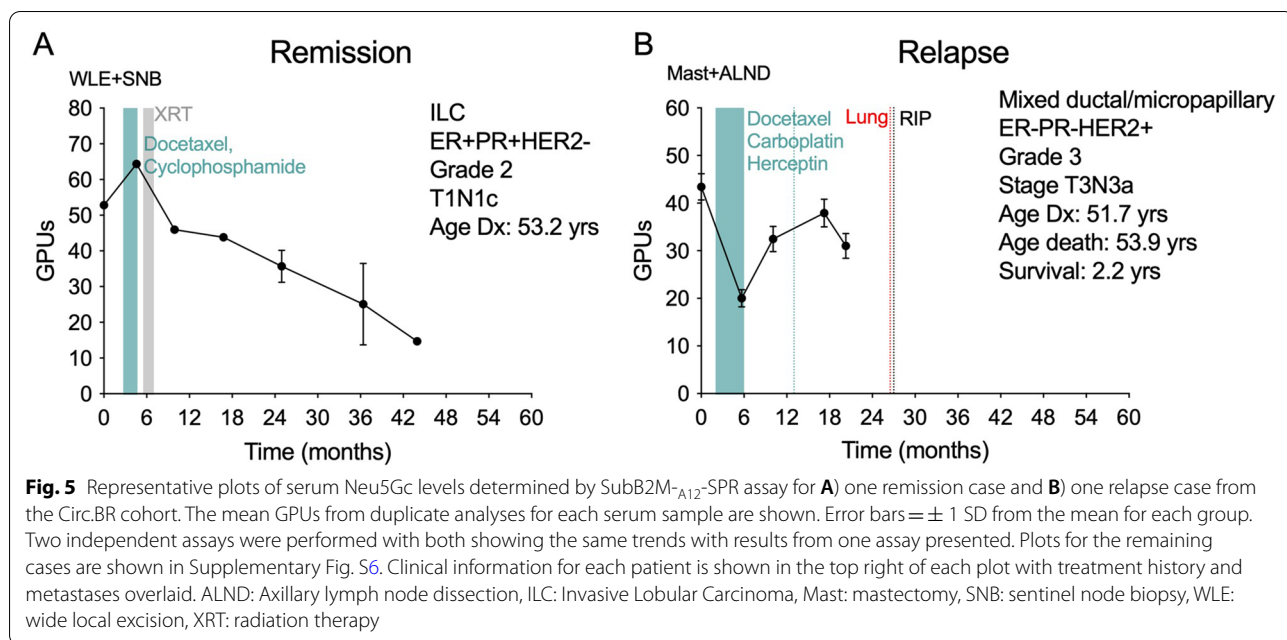 A
Remission
WLE+SNB
80
70
60
50
40
30
20
10
0
GPUs
XRT
Docetaxel,
Cyclophosphamide
ILC
ER+PR+HER2-
Grade 2
T1N1c
Age Dx: 53.2 yrs
0 6 12 18 24 30 36 42 48 54 60
Time (months)
B
Relapse
Mast+ALND
60
50
40
30
20
10
0
GPUs
Docetaxel
Carboplatin
Herceptin
Lung
RIP
Mixed ductal/micropapillary
ER-PR-HER2+
Grade 3
Stage T3N3a
Age Dx: 51.7 yrs
Age death: 53.9 yrs
Survival: 2.2 yrs
0 6 12 18 24 30 36 42 48 54 60
Time (months)
Fig. 5 Representative plots of serum Neu5Gc levels determined by SubB2M-A12-SPR assay for A) one remission case and B) one relapse case from
the Circ.BR cohort. The mean GPUs from duplicate analyses for each serum sample are shown. Error bars = ± 1 SD from the mean for each group.
Two independent assays were performed with both showing the same trends with results from one assay presented. Plots for the remaining
cases are shown in Supplementary Fig. S6. Clinical information for each patient is shown in the top right of each plot with treatment history and
metastases overlaid. ALND: Axillary lymph node dissection, ILC: Invasive Lobular Carcinoma, Mast: mastectomy, SNB: sentinel node biopsy, WLE:
wide local excision, XRT: radiation therapy